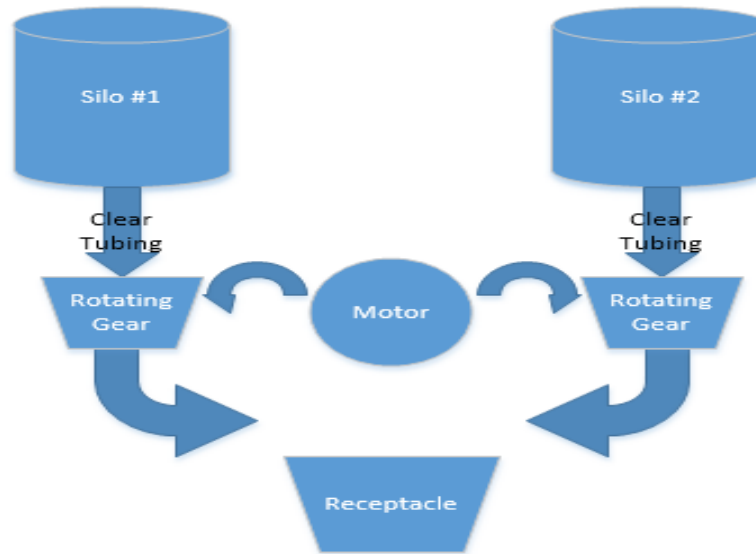 Silo #1
Silo #2
Clear
Tubing
Clear
Tubing
Rotating
Gear
Motor
Rotating
Gear
Receptacle